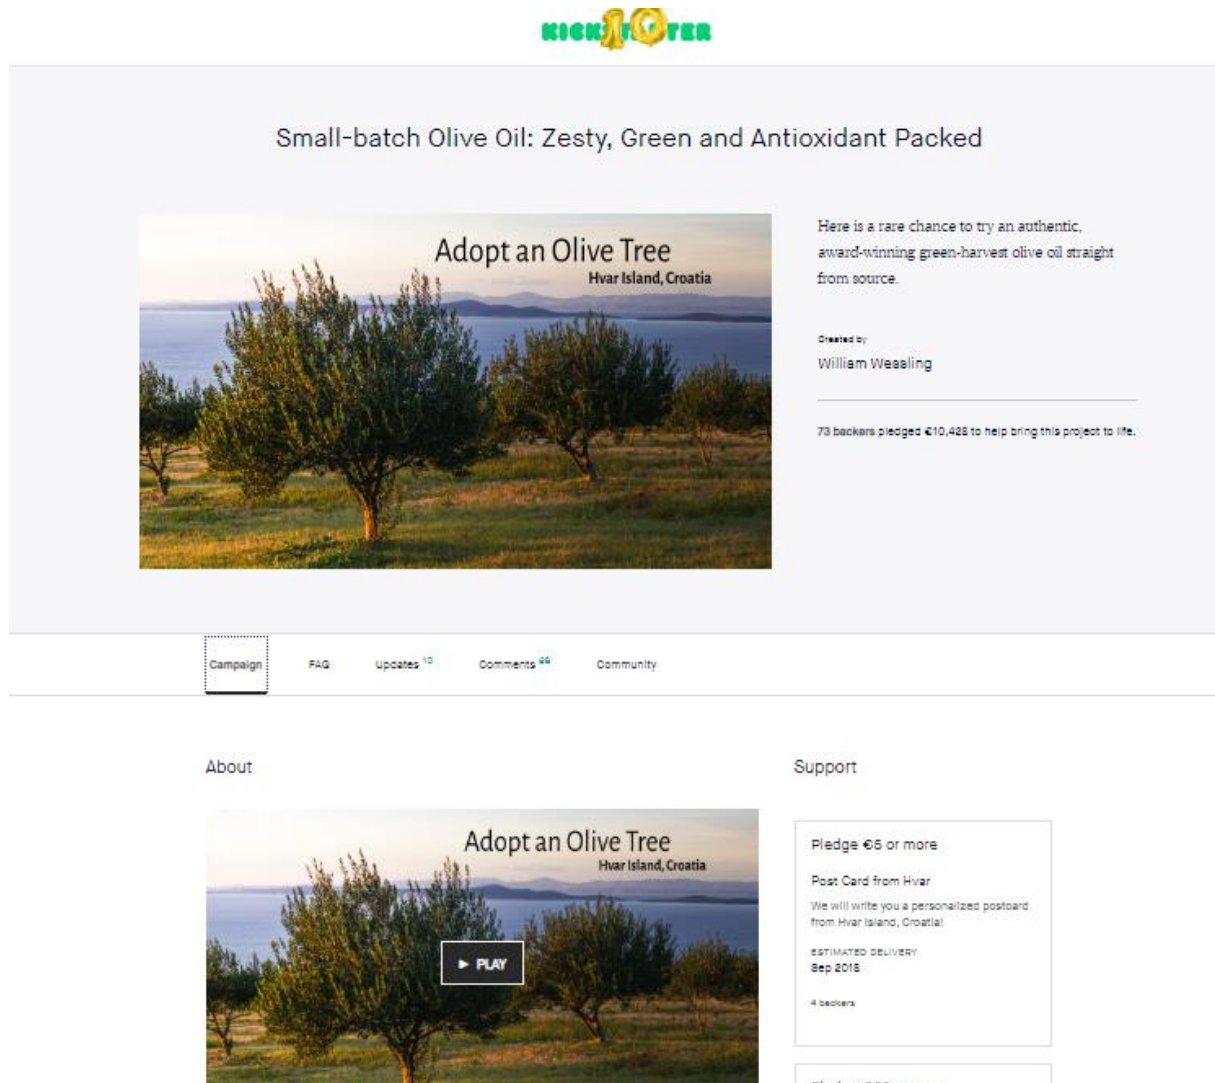 KICKSTARTER
Small-batch Olive Oil: Zesty, Green and Antioxidant Packed
Adopt an Olive Tree
Hvar Island, Croatia
Here is a rare chance to try an authentic,
award-winning green-harvest olive oil straight
from source.
Created by
William Wessling
73 backers pledged €10,428 to help bring this project to life.
Campaign
FAQ
Updates 10
Comments
Community
About
Support
Adopt an Olive Tree
Hvar Island, Croatia
► PLAY
Pledge €5 or more
Post Card from Hvar
We will write you a personalized postcard
from Hvar Island, Croatia!
ESTIMATED DELIVERY
Sep 2018
4 backers